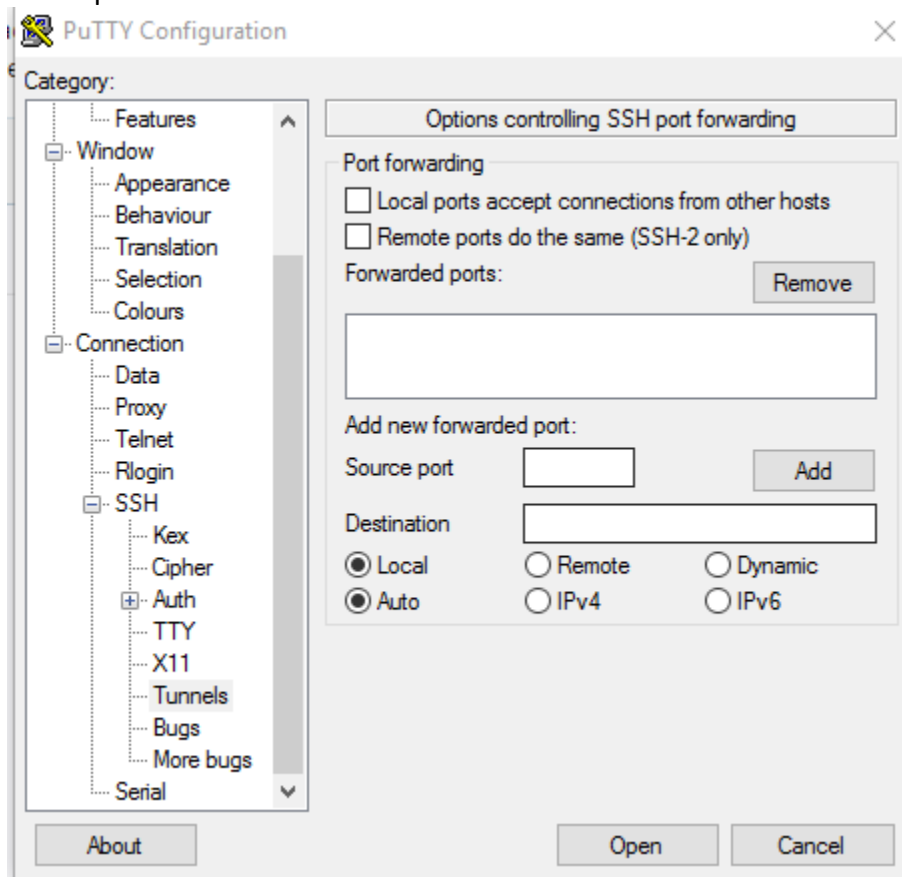 PuTTY Configuration
Category:
Features
Window
Appearance
Behaviour
Translation
Selection
Colours
Connection
Data
Proxy
Telnet
Rlogin
SSH
Kex
Cipher
Auth
TTY
X11
Tunnels
Bugs
More bugs
Serial
Options controlling SSH port forwarding
Port forwarding
Local ports accept connections from other hosts
Remote ports do the same (SSH-2 only)
Forwarded ports:
Remove
Add new forwarded port:
Source port
Add
Destination
Local Remote Dynamic
Auto IPv4 IPv6
About Open Cancel